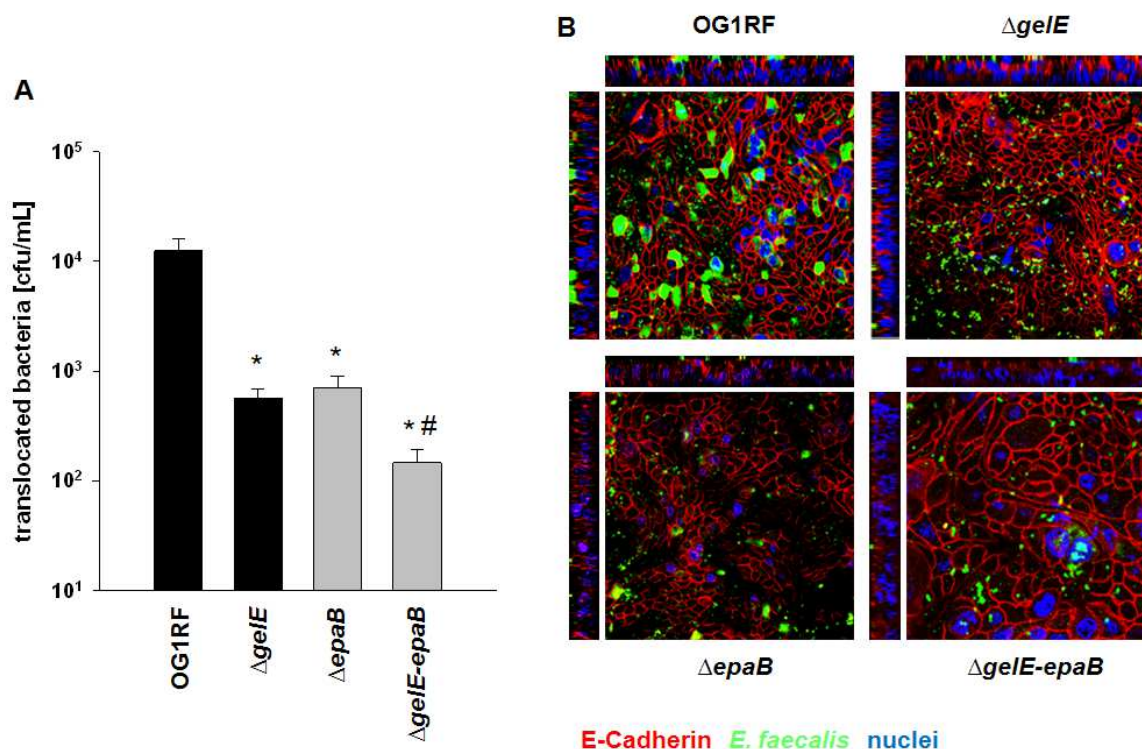 A
translocated bacteria [cfu/mL]
10⁵
10⁴
10³
10²
10¹
*
*
* #
OG1RF
ΔgelE
ΔepaB
ΔgelE-epaB
B
OG1RF
ΔgelE
ΔepaB
ΔgelE-epaB
E-Cadherin E. faecalis nuclei